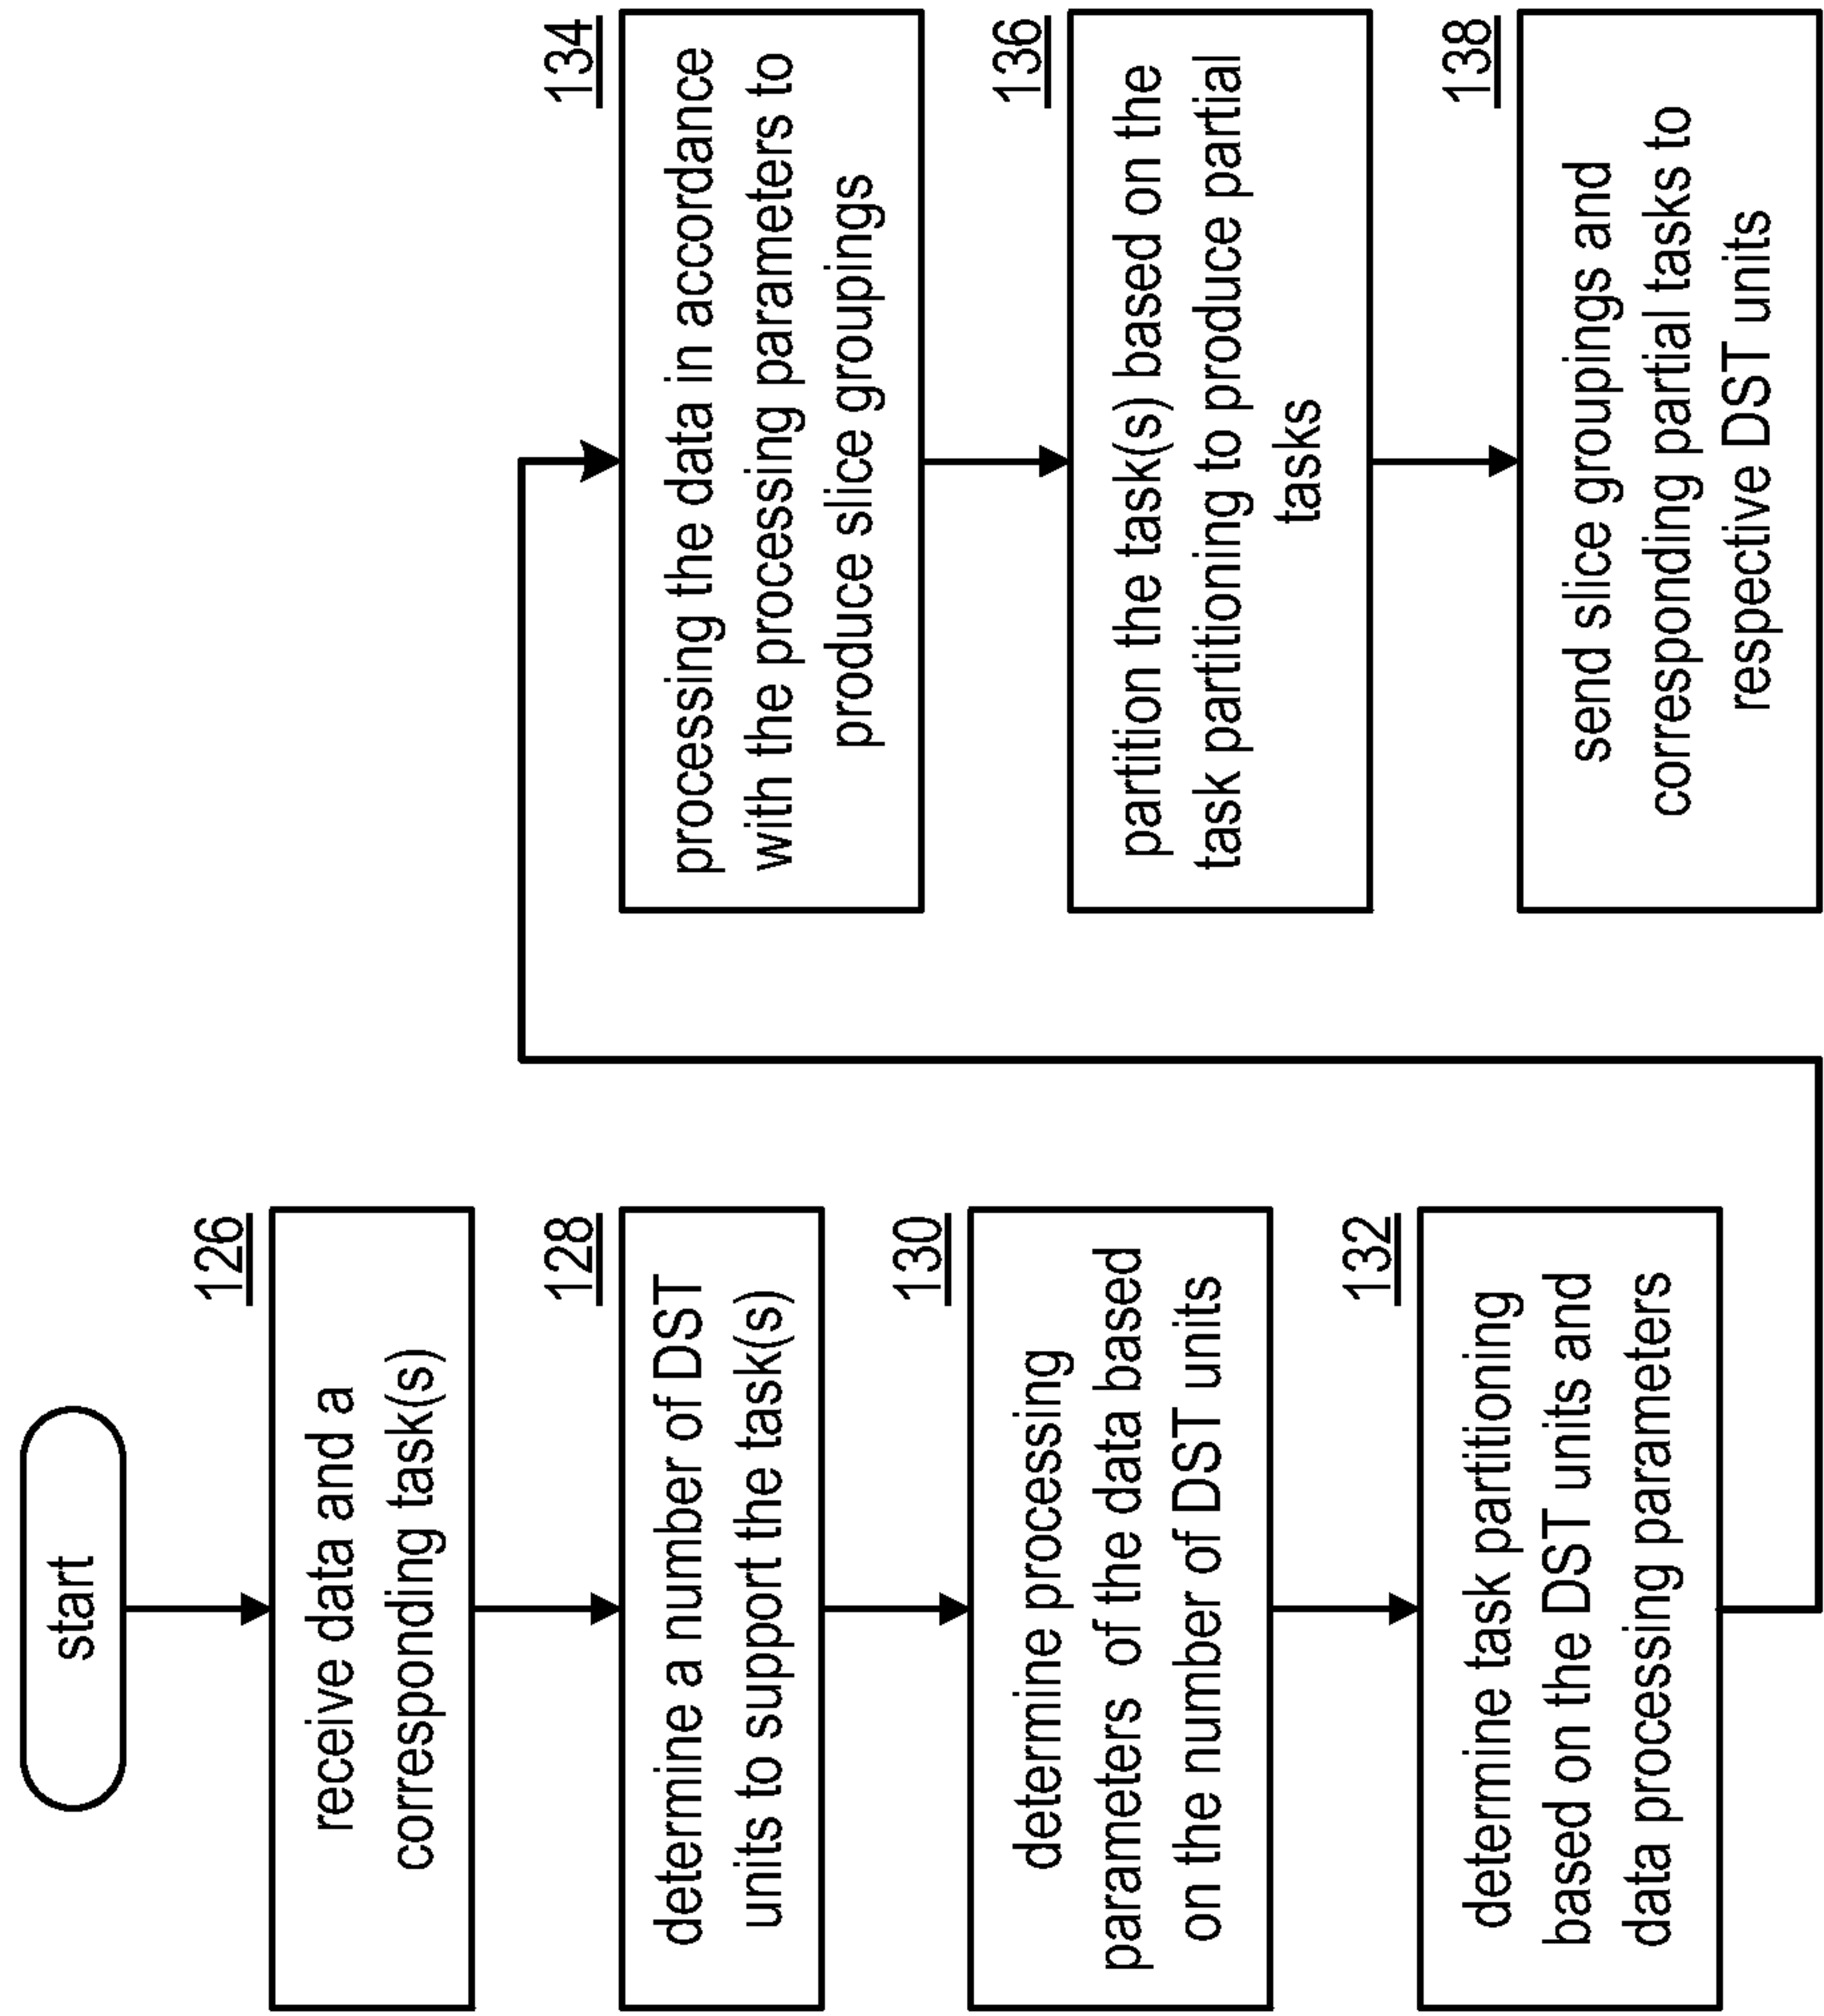 start
126
receive data and a
corresponding task(s)
128
determine a number of DST
units to support the task(s)
130
determine processing
parameters of the data based
on the number of DST units
132
determine task partitioning
based on the DST units and
data processing parameters
134
processing the data in accordance
with the processing parameters to
produce slice groupings
136
partition the task(s) based on the
task partitioning to produce partial
tasks
138
send slice groupings and
corresponding partial tasks to
respective DST units